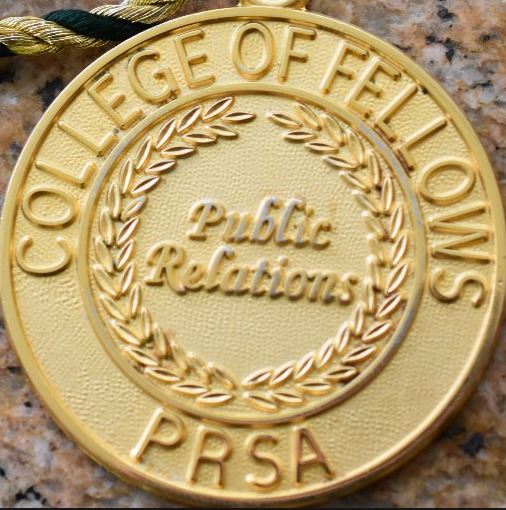 COLLEGE OF FELLOWS
Public
Relations
PRSA